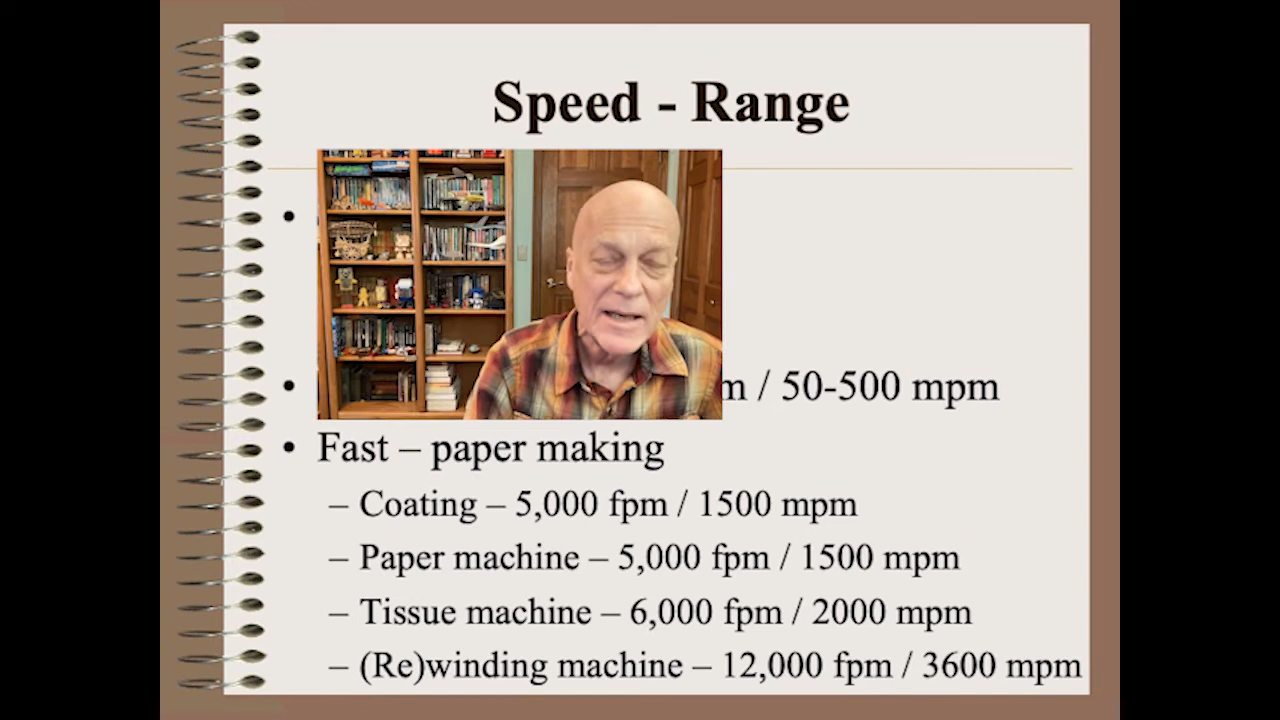 Speed - Range
•
• m / 50-500 mpm
• Fast – paper making
– Coating – 5,000 fpm / 1500 mpm
– Paper machine – 5,000 fpm / 1500 mpm
– Tissue machine – 6,000 fpm / 2000 mpm
– (Re)winding machine – 12,000 fpm / 3600 mpm